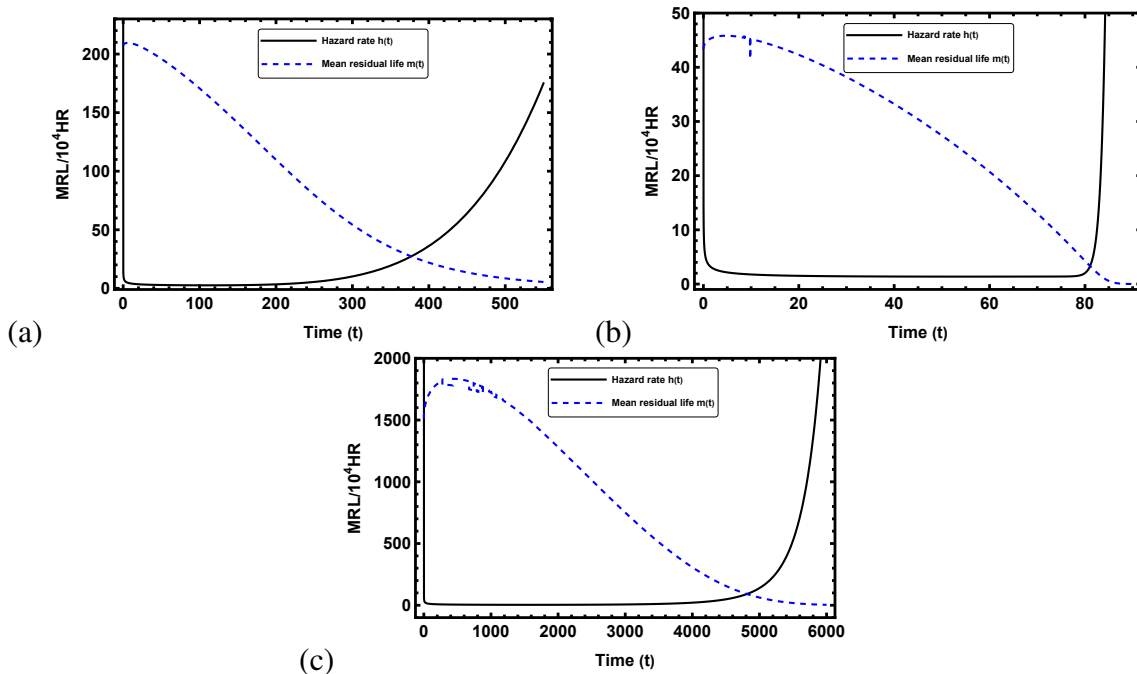 200
150
100
50
0
MRL/10⁴HR
Hazard rate h(t)
Mean residual life m(t)
0 100 200 300 400 500
Time (t)
(a)
50
40
30
20
10
0
MRL/10⁴HR
Hazard rate h(t)
Mean residual life m(t)
0 20 40 60 80
Time (t)
(b)
2000
1500
1000
500
0
MRL/10⁴HR
Hazard rate h(t)
Mean residual life m(t)
0 1000 2000 3000 4000 5000 6000
Time (t)
(c)